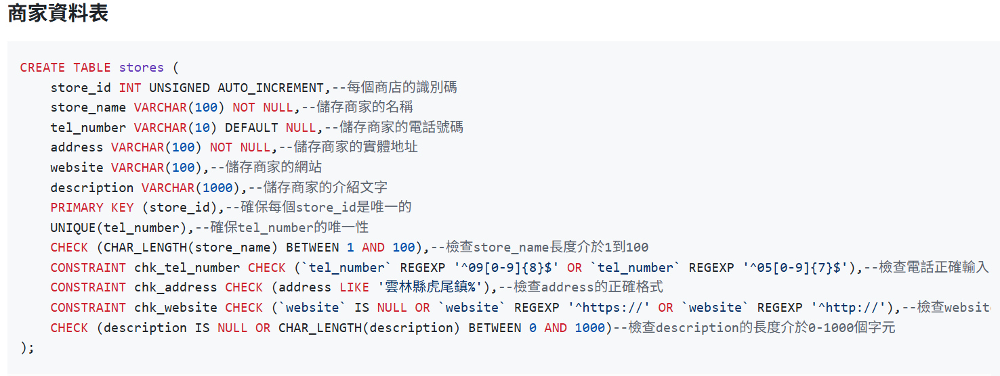 商家資料表
CREATE TABLE stores (
    store_id INT UNSIGNED AUTO_INCREMENT,--每個商店的識別碼
    store_name VARCHAR(100) NOT NULL,--儲存商家的名稱
    tel_number VARCHAR(10) DEFAULT NULL,--儲存商家的電話號碼
    address VARCHAR(100) NOT NULL,--儲存商家的實體地址
    website VARCHAR(100),--儲存商家的網站
    description VARCHAR(1000),--儲存商家的介紹文字
    PRIMARY KEY (store_id),--確保每個store_id是唯一的
    UNIQUE(tel_number),--確保tel_number的唯一性
    CHECK (CHAR_LENGTH(store_name) BETWEEN 1 AND 100),--檢查store_name長度介於1到100
    CONSTRAINT chk_tel_number CHECK (`tel_number` REGEXP '^09[0-9]{8}$' OR `tel_number` REGEXP '^05[0-9]{7}$'),--檢查電話正確輸入
    CONSTRAINT chk_address CHECK (address LIKE '雲林縣虎尾鎮%'),--檢查address的正確格式
    CONSTRAINT chk_website CHECK (`website` IS NULL OR `website` REGEXP '^https://' OR `website` REGEXP '^http://'),--檢查website
    CHECK (description IS NULL OR CHAR_LENGTH(description) BETWEEN 0 AND 1000)--檢查description的長度介於0-1000個字元
);